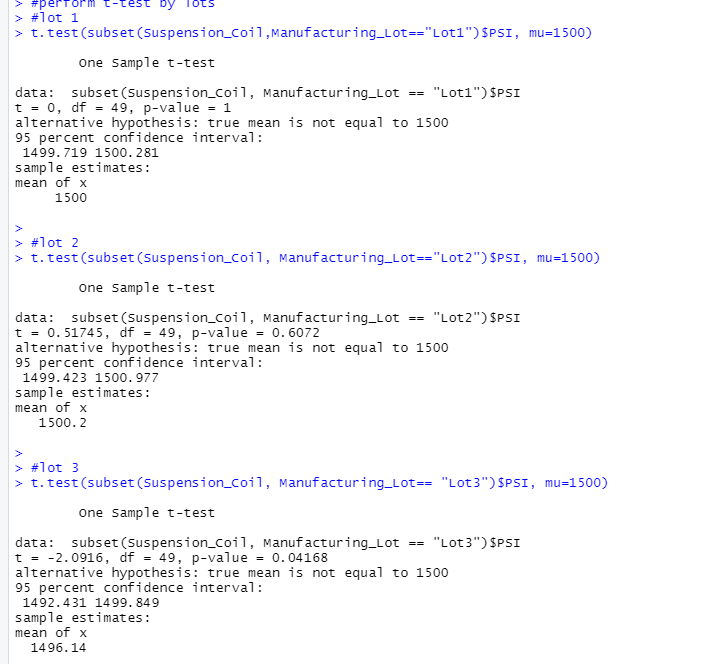 > #perform t-test by lots
> #lot 1
> t.test(subset(Suspension_Coil,Manufacturing_Lot=="Lot1")$PSI, mu=1500)
One Sample t-test
data:  subset(Suspension_Coil, Manufacturing_Lot == "Lot1")$PSI
t = 0, df = 49, p-value = 1
alternative hypothesis: true mean is not equal to 1500
95 percent confidence interval:
1499.719 1500.281
sample estimates:
mean of x
1500
>
> #lot 2
> t.test(subset(Suspension_Coil, Manufacturing_Lot=="Lot2")$PSI, mu=1500)
One Sample t-test
data:  subset(Suspension_Coil, Manufacturing_Lot == "Lot2")$PSI
t = 0.51745, df = 49, p-value = 0.6072
alternative hypothesis: true mean is not equal to 1500
95 percent confidence interval:
1499.423 1500.977
sample estimates:
mean of x
1500.2
>
> #lot 3
> t.test(subset(Suspension_Coil, Manufacturing_Lot== "Lot3")$PSI, mu=1500)
One Sample t-test
data:  subset(Suspension_Coil, Manufacturing_Lot == "Lot3")$PSI
t = -2.0916, df = 49, p-value = 0.04168
alternative hypothesis: true mean is not equal to 1500
95 percent confidence interval:
1492.431 1499.849
sample estimates:
mean of x
1496.14